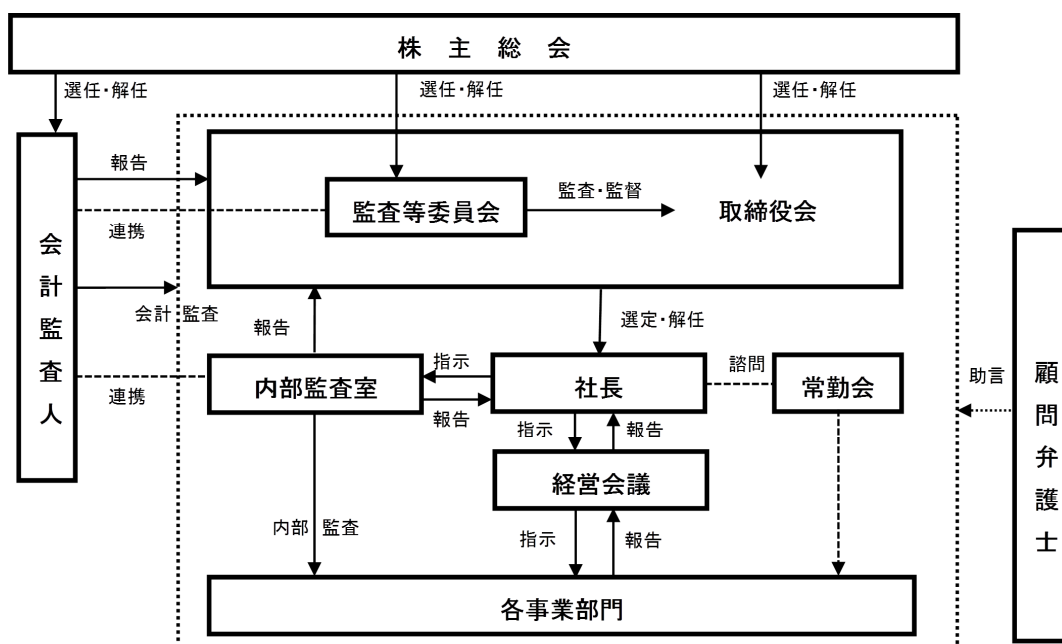 株主総会
選任・解任
選任・解任
選任・解任
報告
監査等委員会
監査・監督
取締役会
連携
会計監査人
会計監査
報告
選定・解任
内部監査室
指示
報告
社長
諮問
常勤会
連携
助言
顧問弁護士
指示
報告
経営会議
内部監査
指示
報告
各事業部門